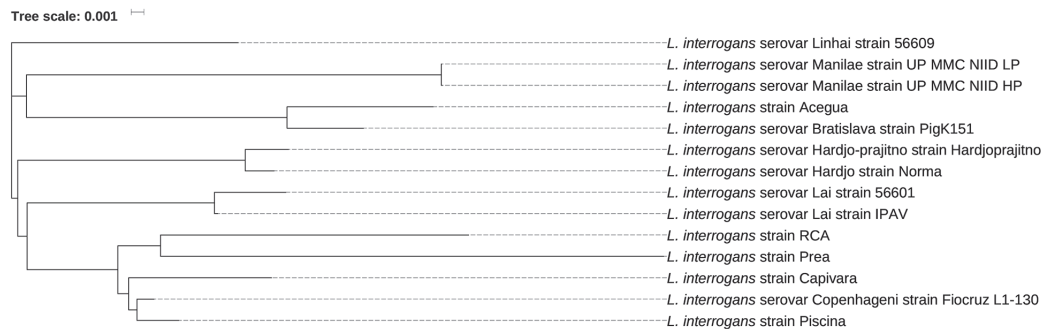 Tree scale: 0.001
L. interrogans serovar Linhai strain 56609
L. interrogans serovar Manilae strain UP MMC NIID LP
L. interrogans serovar Manilae strain UP MMC NIID HP
L. interrogans strain Acegua
L. interrogans serovar Bratislava strain PigK151
L. interrogans serovar Hardjo-prajitno strain Hardjoprajitno
L. interrogans serovar Hardjo strain Norma
L. interrogans serovar Lai strain 56601
L. interrogans serovar Lai strain IPAV
L. interrogans strain RCA
L. interrogans strain Prea
L. interrogans strain Capivara
L. interrogans serovar Copenhageni strain Fiocruz L1-130
L. interrogans strain Piscina